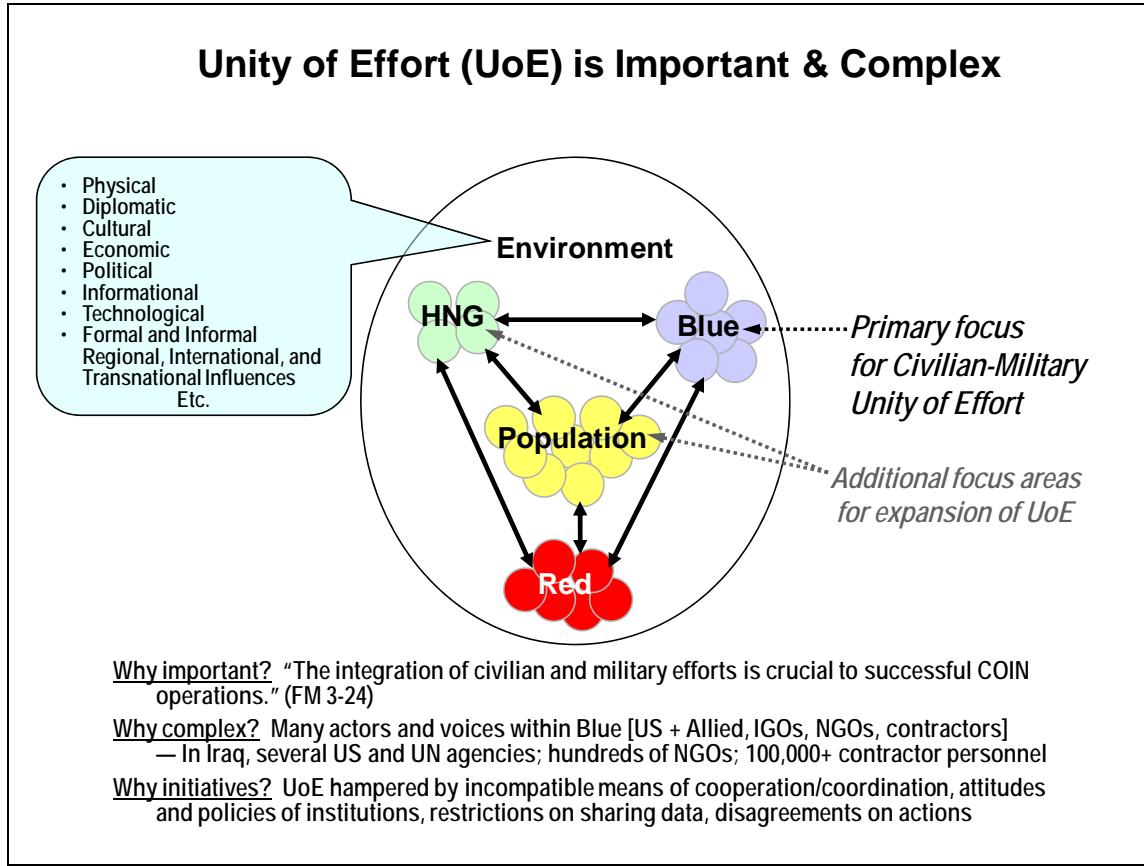 Unity of Effort (UoE) is Important & Complex
• Physical
• Diplomatic
• Cultural
• Economic
• Political
• Informational
• Technological
• Formal and Informal
Regional, International, and
Transnational Influences
Etc.
Environment
HNG
Blue
Primary focus
for Civilian-Military
Unity of Effort
Population
Additional focus areas
for expansion of UoE
Red
Why important? “The integration of civilian and military efforts is crucial to successful COIN
operations.” (FM 3-24)
Why complex? Many actors and voices within Blue [US + Allied, IGOs, NGOs, contractors]
— In Iraq, several US and UN agencies; hundreds of NGOs; 100,000+ contractor personnel
Why initiatives? UoE hampered by incompatible means of cooperation/coordination, attitudes
and policies of institutions, restrictions on sharing data, disagreements on actions